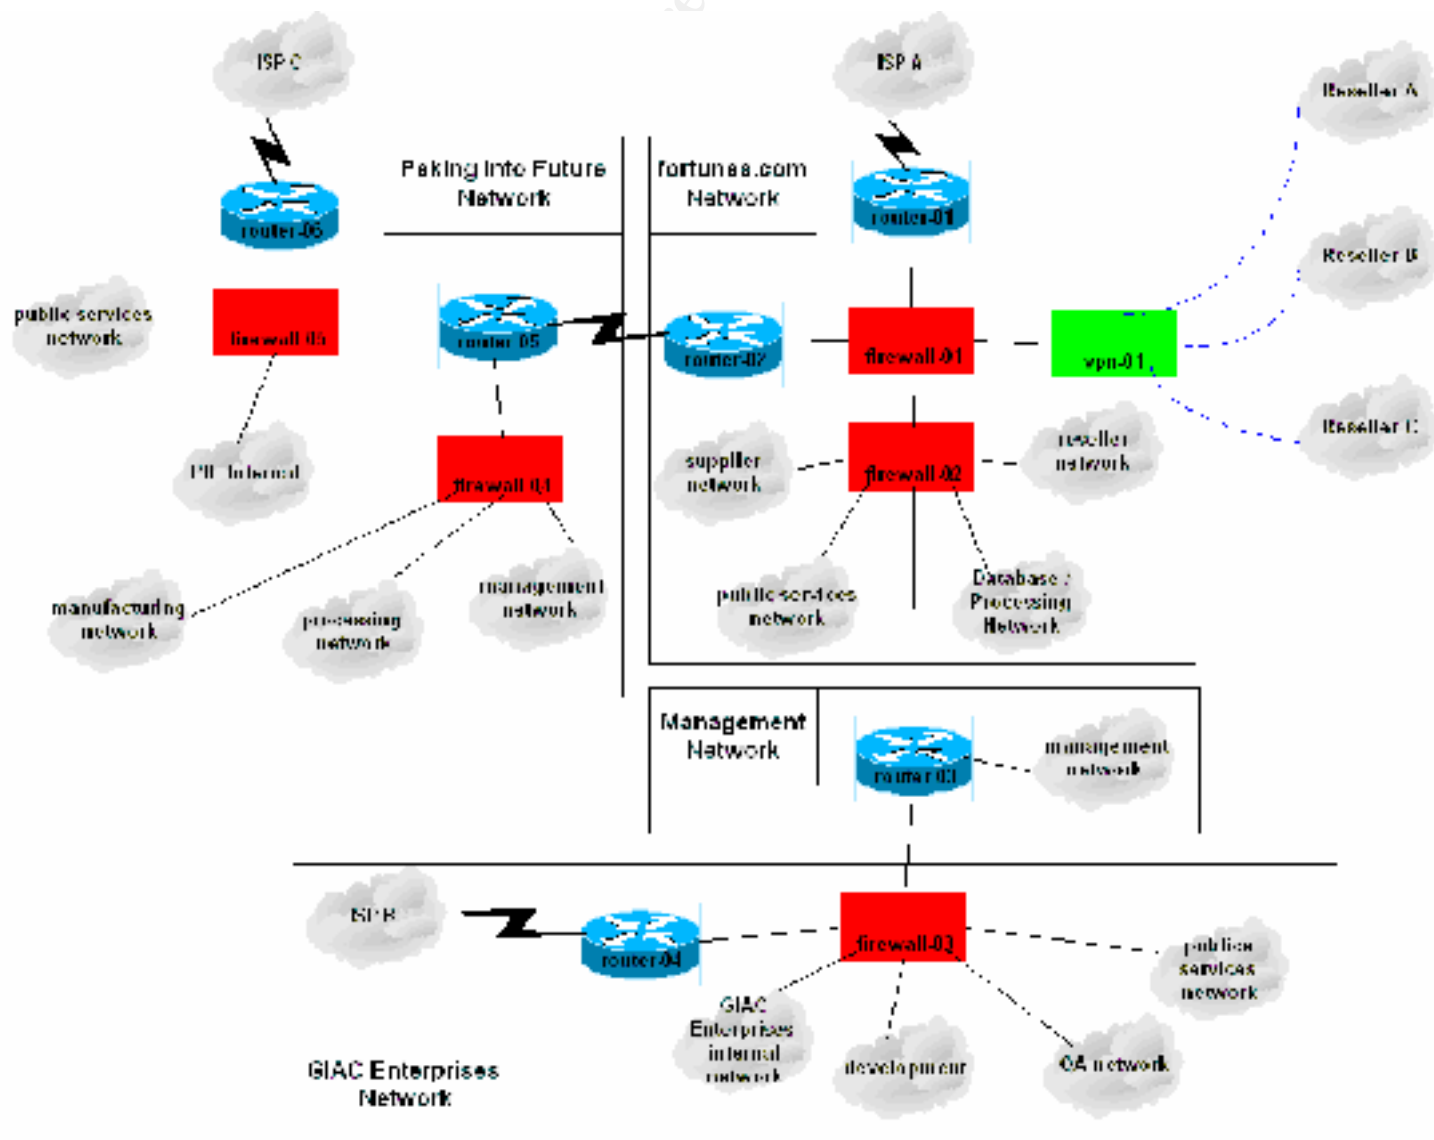 ISP C
ISP A
Reseller A
Peking Into Future
Network
fortunes.com
Network
router-06
router-01
Reseller B
public services
network
firewall-05
router-05
router-02
firewall-01
vpn-01
Reseller C
PIF Internal
firewall-04
supplier
network
firewall-02
reseller
network
manufacturing
network
processing
network
management
network
public services
network
Database /
Processing
Network
Management
Network
router-03
management
network
ISP B
router-04
firewall-03
publice
services
network
GIAC
Enterprises
internal
network
development
QA network
GIAC Enterprises
Network